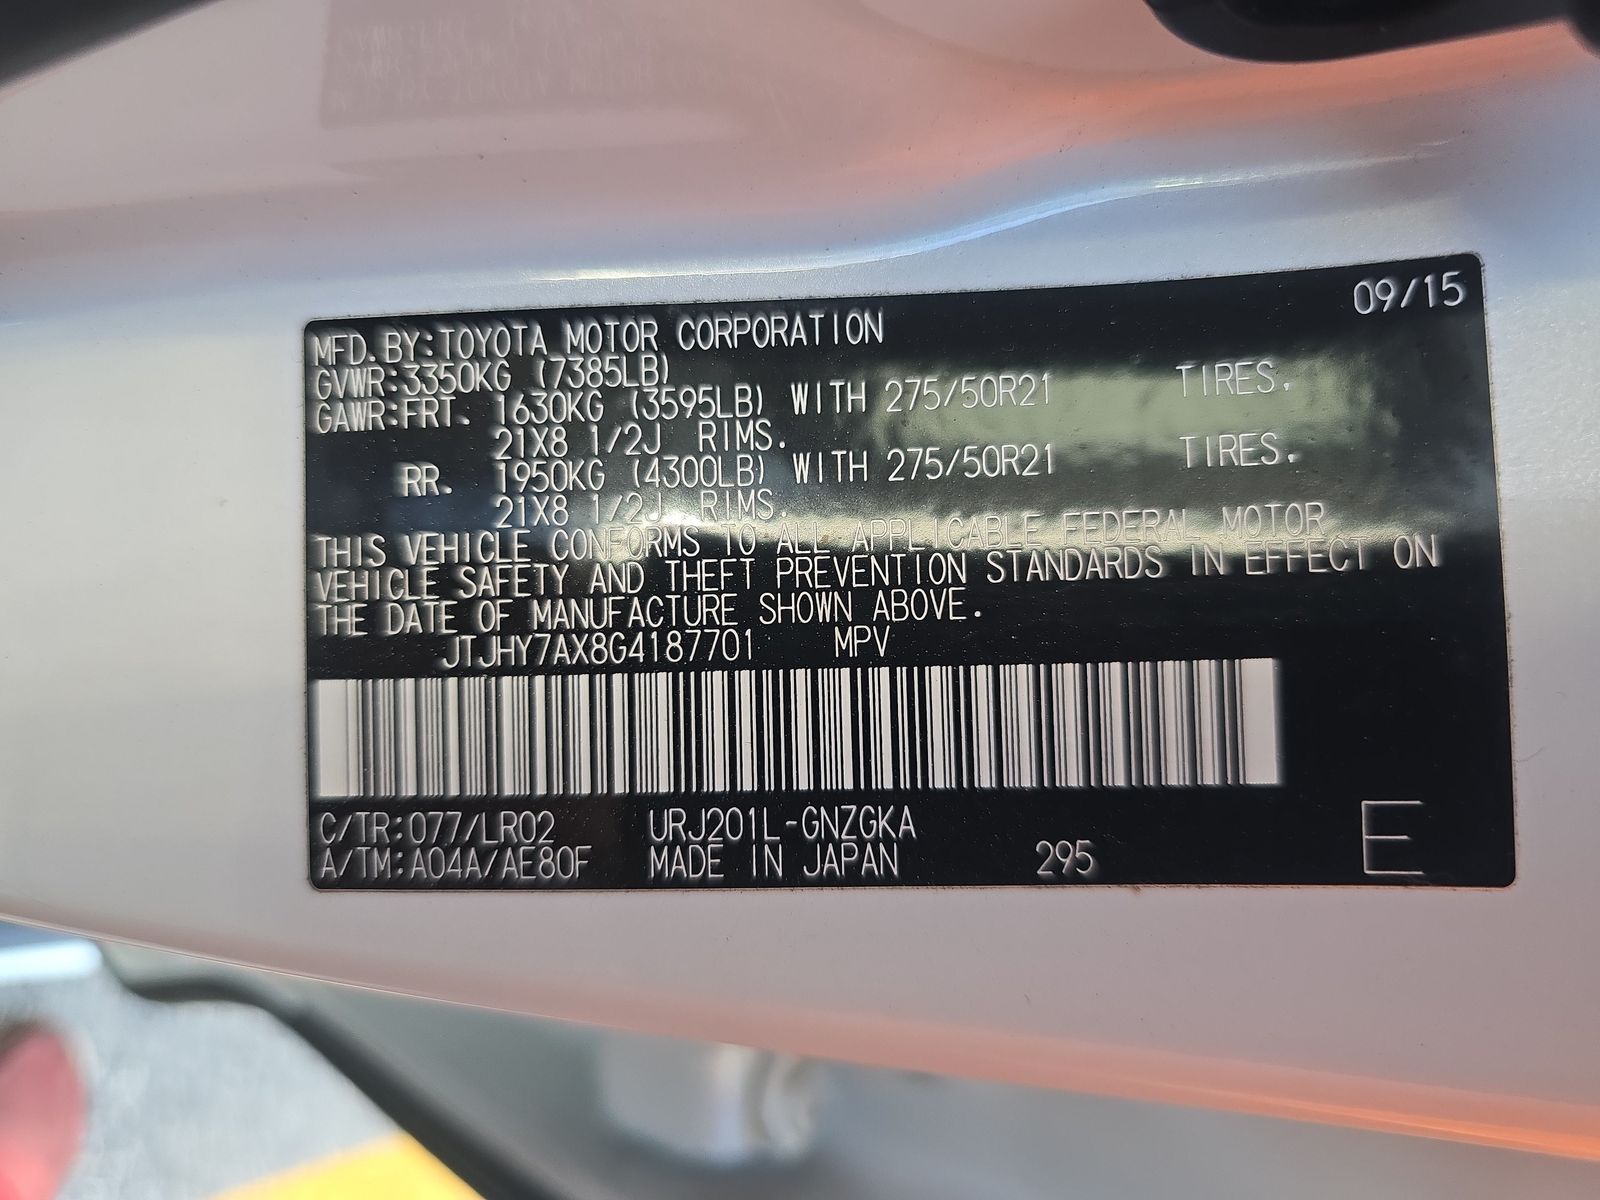 09/15
MFD. BY: TOYOTA MOTOR CORPORATION
GVWR: 3350KG (7385LB)
GAWR: FRT. 1630KG (3595LB) WITH 275/50R21 TIRES.
21X8 1/2J RIMS.
RR. 1950KG (4300LB) WITH 275/50R21 TIRES.
21X8 1/2J RIMS.
THIS VEHICLE CONFORMS TO ALL APPLICABLE FEDERAL MOTOR
VEHICLE SAFETY AND THEFT PREVENTION STANDARDS IN EFFECT ON
THE DATE OF MANUFACTURE SHOWN ABOVE.
JTJHY7AX8G4187701 MPV
C/TR: 077/LR02 URJ201L-GNZGKA
A/TM: A04A/AE80F MADE IN JAPAN 295 E